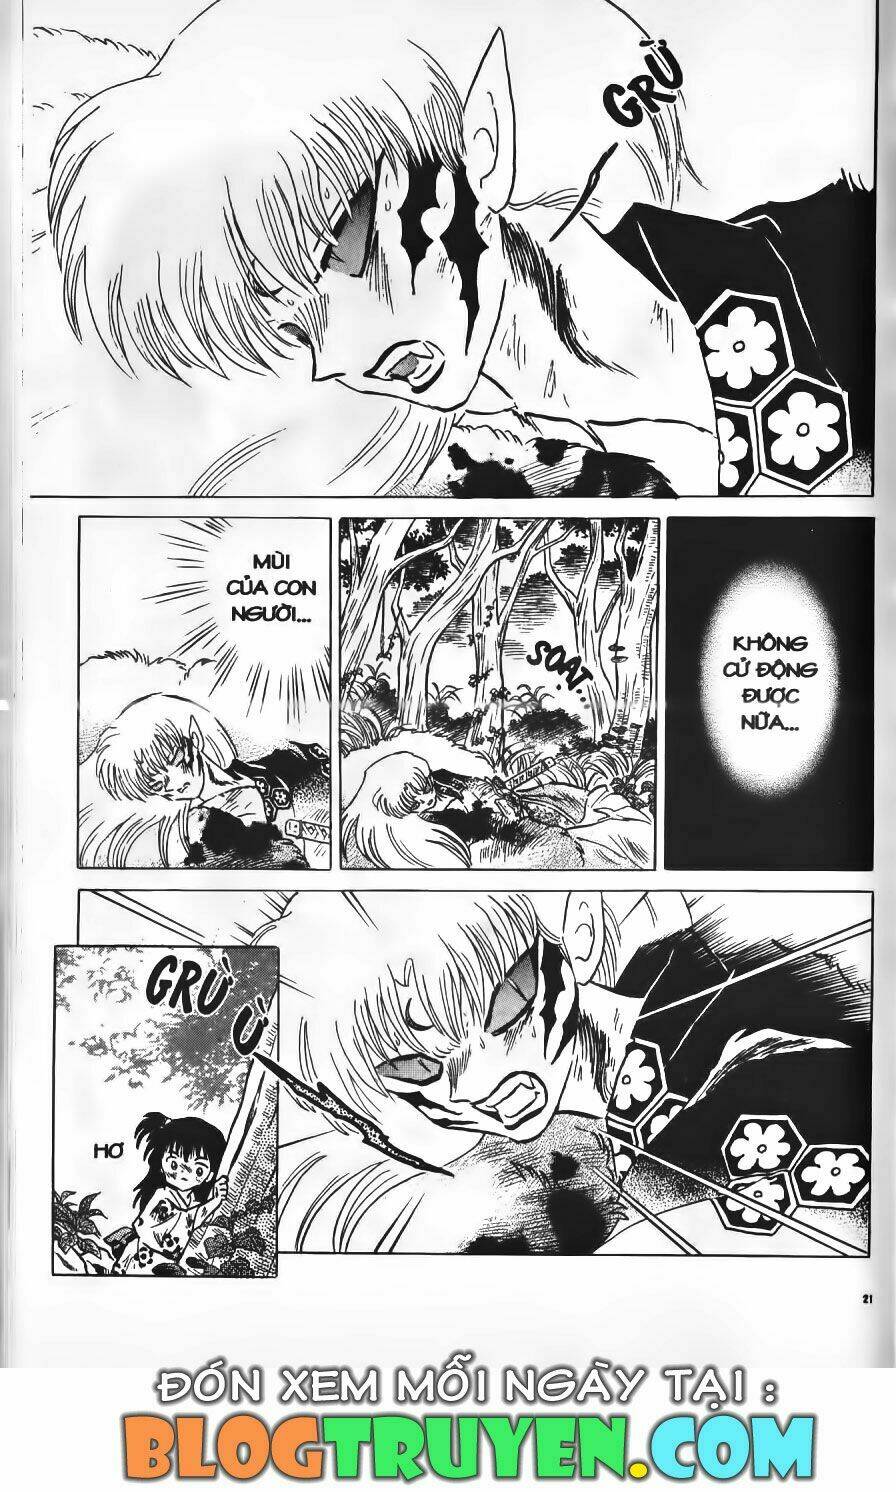 GRỪ
KHÔNG
CỬ ĐỘNG
ĐƯỢC
NỮA...
SOẠT...
MÙI
CỦA CON
NGƯỜI...
GRỪ
Ừ
HƠ
21
ĐÓN XEM MỖI NGÀY TẠI :
BLOGTRUYEN.COM